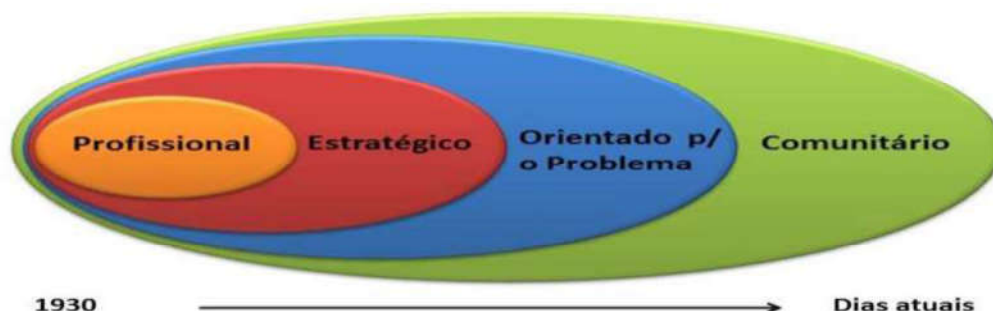 Profissional
Estratégico
Orientado p/
o Problema
Comunitário
1930
Dias atuais